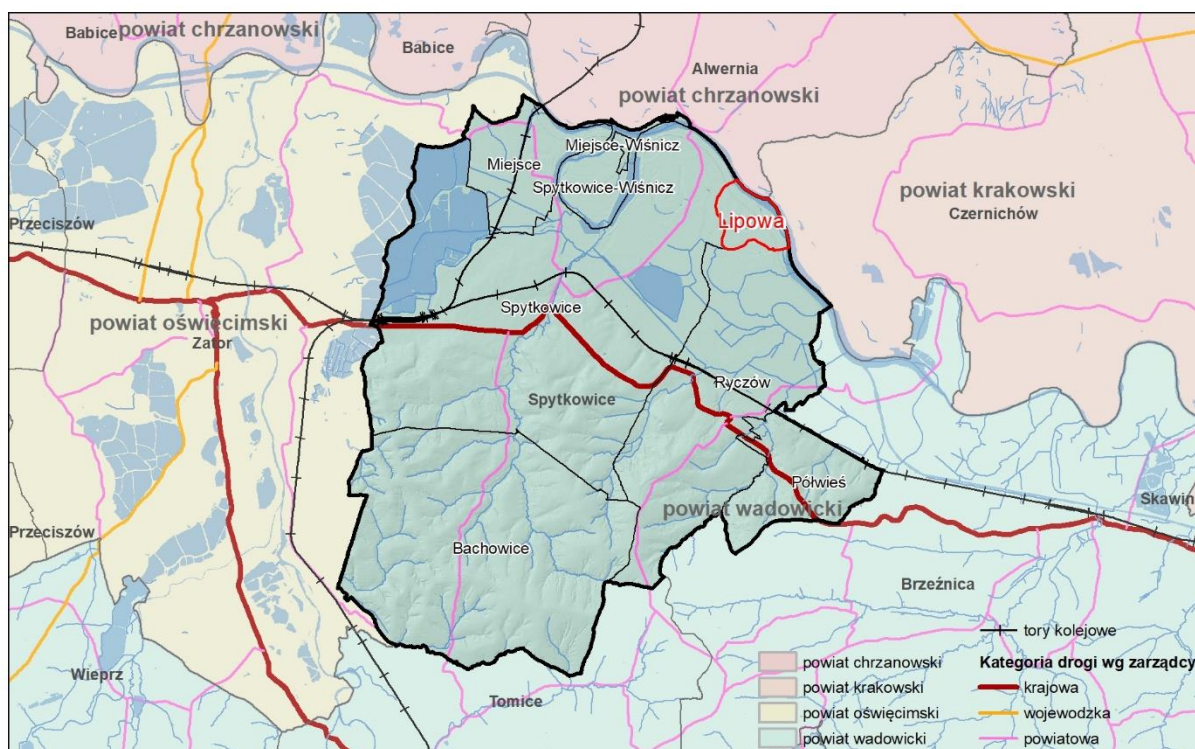 Babice
powiat chrzanowski
Babice
Alwernia
powiat chrzanowski
Miejsce-Wiśnicz
Miejsce
Spytkowice-Wiśnicz
powiat krakowski
Czernichów
Lipowa
Przeciszów
Spytkowice
powiat oświęcimski
Zator
Ryczów
Spytkowice
Półwieś
Skawin
powiat wadowicki
Przeciszów
Bachowice
Brzeźnica
Wieprz
Tomice
tory kolejowe
powiat chrzanowski
powiat krakowski
powiat oświęcimski
powiat wadowicki
Kategoria drogi wg zarządcy
krajowa
wojewodzka
powiatowa